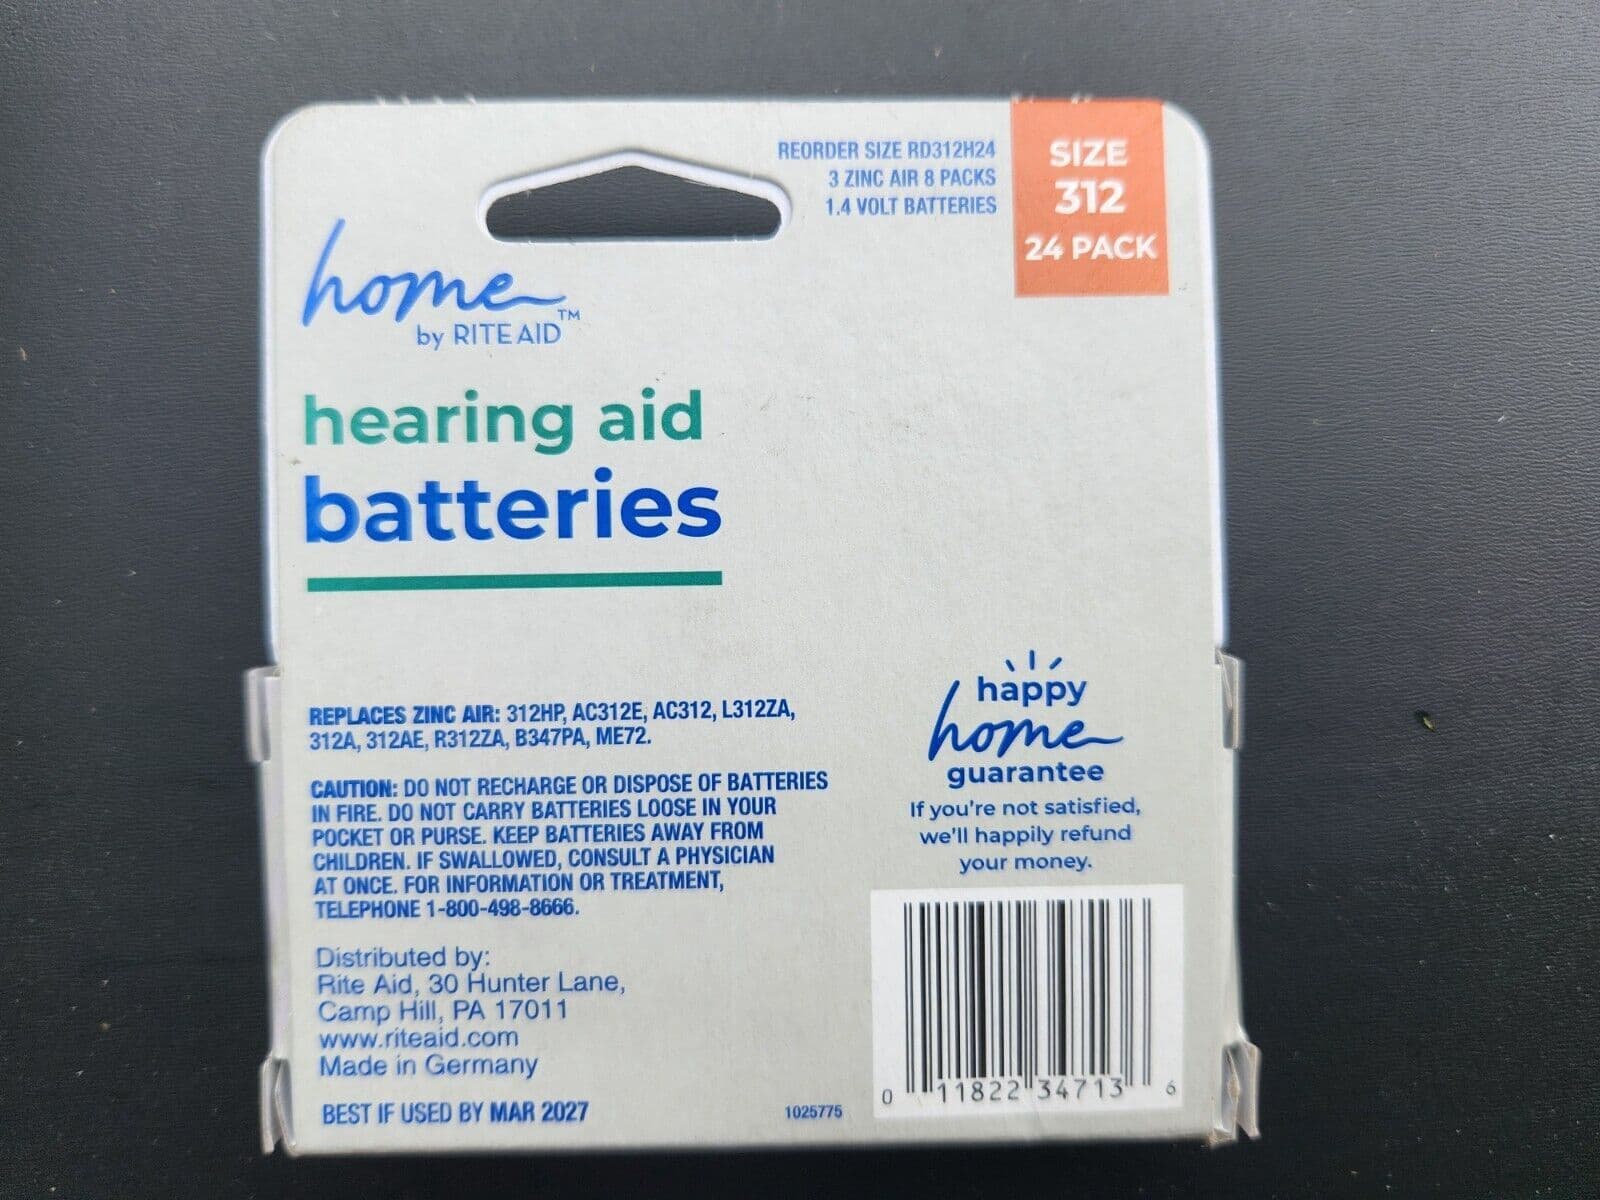 REORDER SIZE RD312H24
3 ZINC AIR 8 PACKS
1.4 VOLT BATTERIES
SIZE
312
24 PACK
home
by RITE AID™
hearing aid
batteries
REPLACES ZINC AIR: 312HP, AC312E, AC312, L312ZA,
312A, 312AE, R312ZA, B347PA, ME72.
CAUTION: DO NOT RECHARGE OR DISPOSE OF BATTERIES
IN FIRE. DO NOT CARRY BATTERIES LOOSE IN YOUR
POCKET OR PURSE. KEEP BATTERIES AWAY FROM
CHILDREN. IF SWALLOWED, CONSULT A PHYSICIAN
AT ONCE. FOR INFORMATION OR TREATMENT,
TELEPHONE 1-800-498-8666.
Distributed by:
Rite Aid, 30 Hunter Lane,
Camp Hill, PA 17011
www.riteaid.com
Made in Germany
BEST IF USED BY MAR 2027
1025775
happy
home
guarantee
If you're not satisfied,
we'll happily refund
your money.
0 11822 34713 6